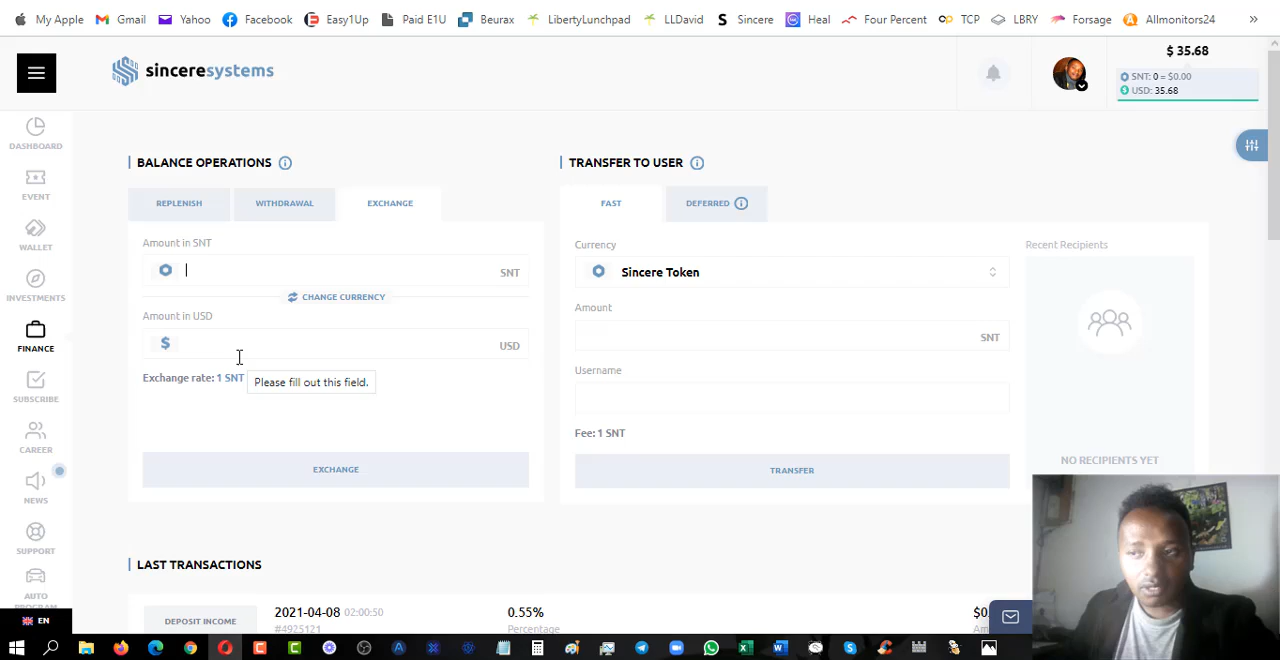 My Apple Gmail Yahoo Facebook Easy1Up Paid E1U Beurax LibertyLunchpad LLDavid Sincere Heal Four Percent TCP LBRY Forsage Allmonitors24 »
sinceresystems
$ 35.68
SNT: 0 = $0.00
USD: 35.68
DASHBOARD
EVENT
WALLET
INVESTMENTS
FINANCE
SUBSCRIBE
CAREER
NEWS
SUPPORT
AUTO
PROGRAM
EN
BALANCE OPERATIONS
REPLENISH WITHDRAWAL EXCHANGE
Amount in SNT
SNT
CHANGE CURRENCY
Amount in USD
$ USD
Exchange rate: 1 SNT
Please fill out this field.
EXCHANGE
TRANSFER TO USER
FAST DEFERRED
Currency
Sincere Token
Amount
SNT
Username
Fee: 1 SNT
TRANSFER
Recent Recipients
NO RECIPIENTS YET
LAST TRANSACTIONS
DEPOSIT INCOME
2021-04-08 02:00:50
#4925121
0.55%
Percentage